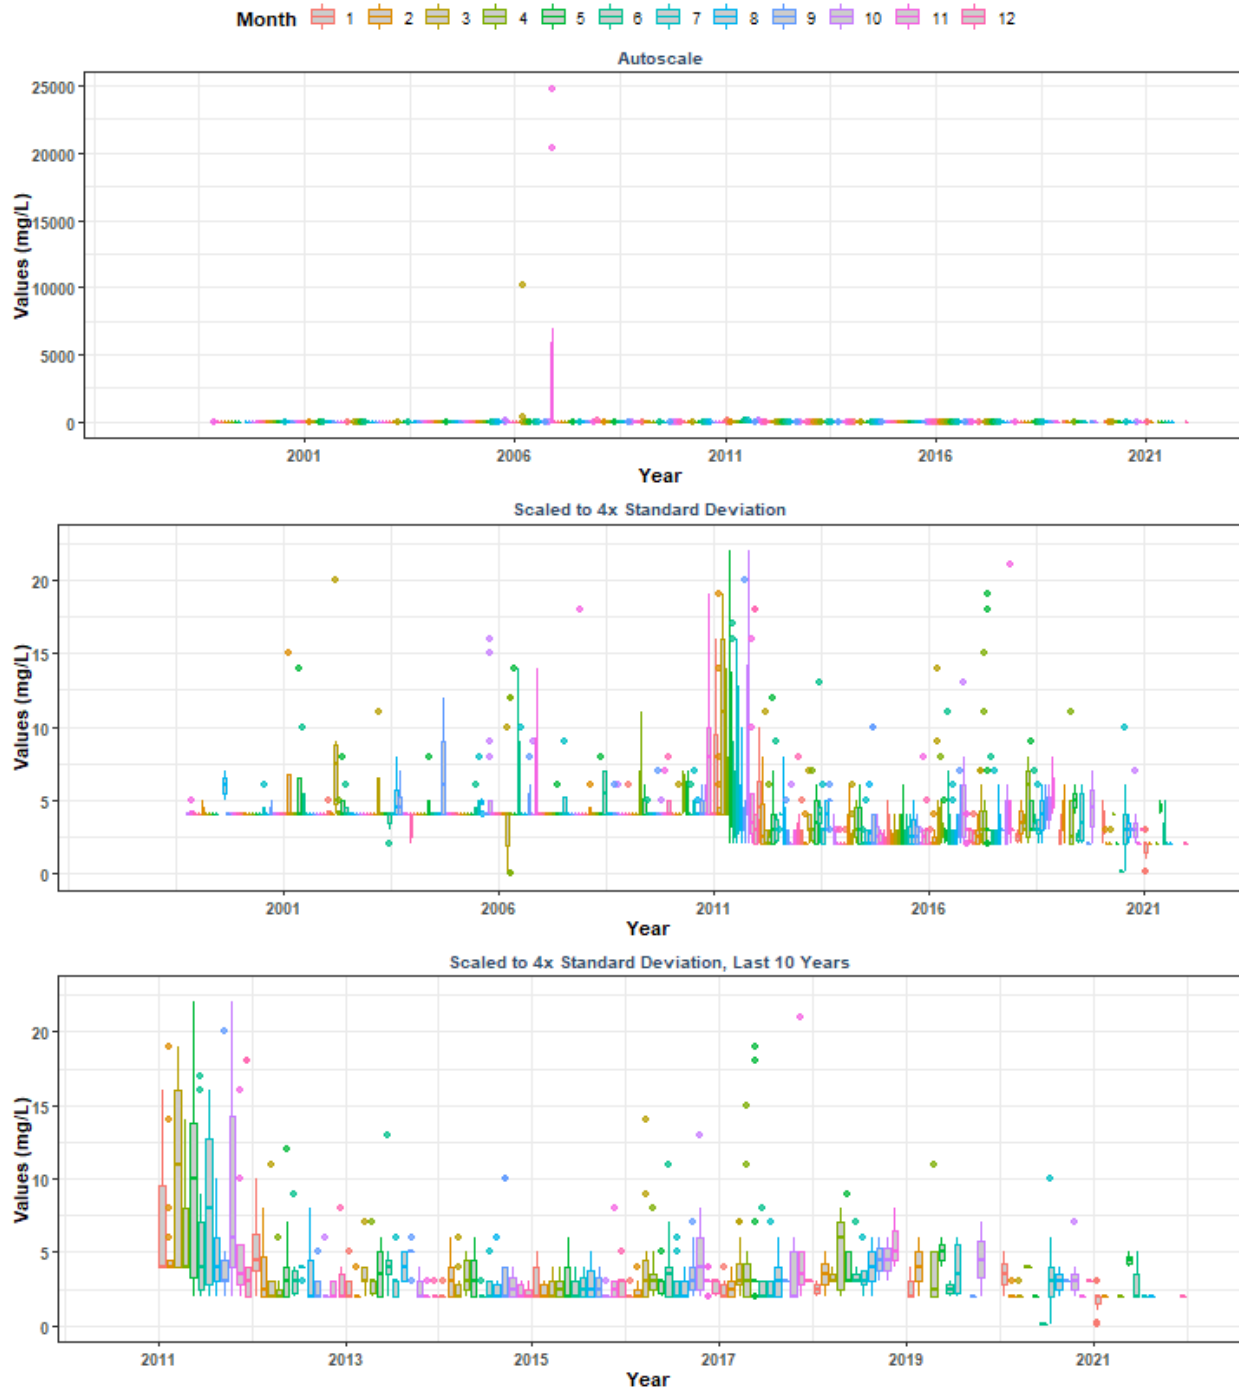 Month 1 2 3 4 5 6 7 8 9 10 11 12
Autoscale
Values (mg/L)
25000
20000
15000
10000
5000
0
2001 2006 2011 2016 2021
Year
Scaled to 4x Standard Deviation
Values (mg/L)
20
15
10
5
0
2001 2006 2011 2016 2021
Year
Scaled to 4x Standard Deviation, Last 10 Years
Values (mg/L)
20
15
10
5
0
2011 2013 2015 2017 2019 2021
Year